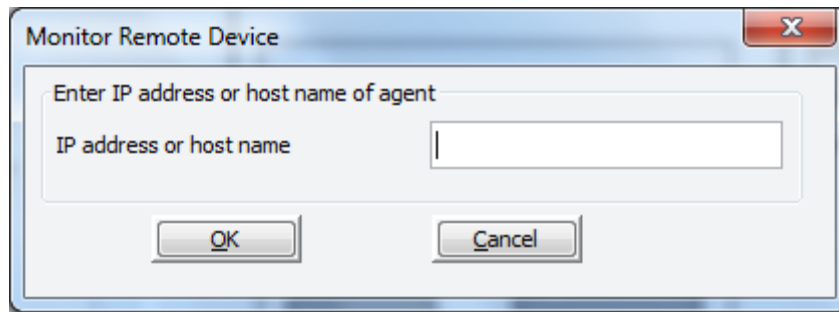 Monitor Remote Device
Enter IP address or host name of agent
IP address or host name
OK Cancel